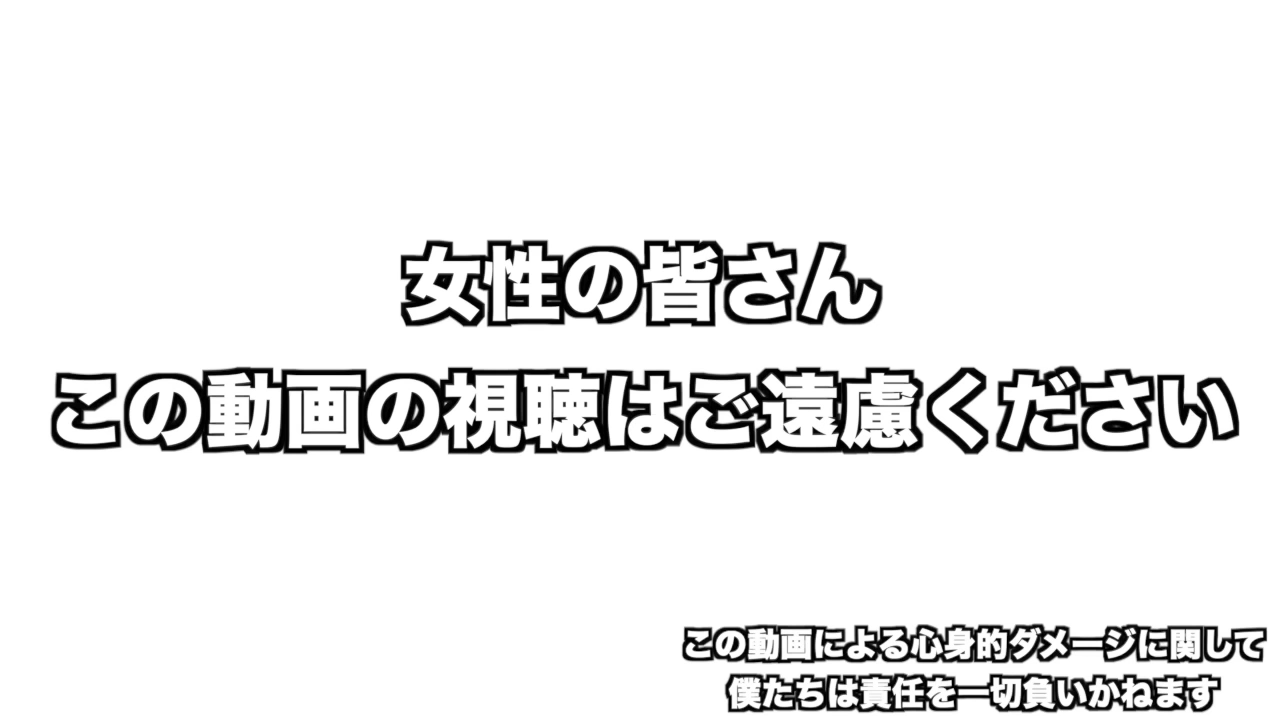 女性の皆さん
この動画の視聴はご遠慮ください
この動画による心身的ダメージに関して
僕たちは責任を一切負いかねます